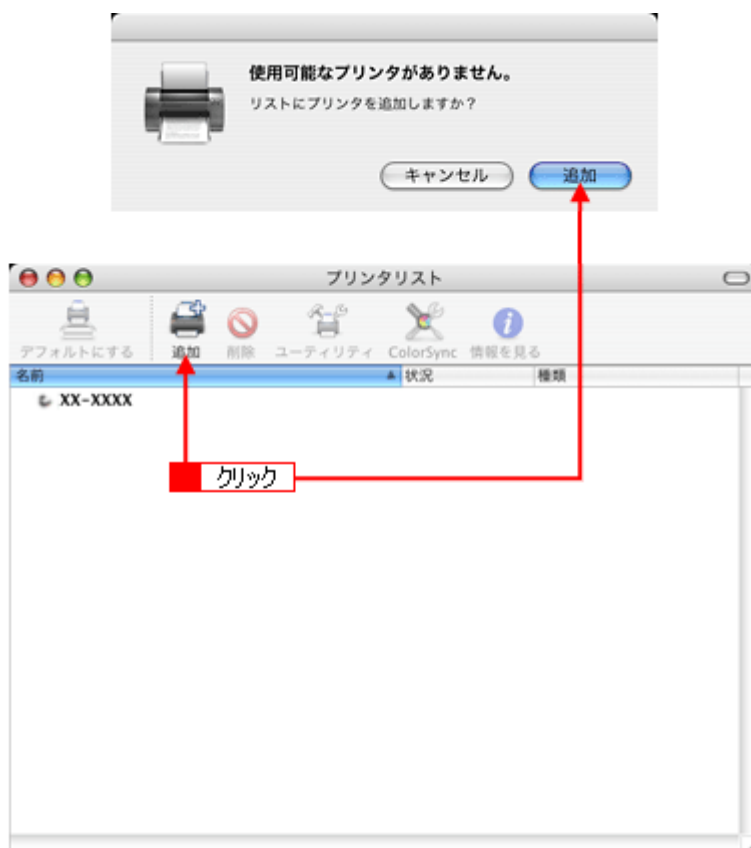 使用可能なプリンタがありません。
リストにプリンタを追加しますか？
キャンセル 追加
プリンタリスト
デフォルトにする 追加 削除 ユーティリティ ColorSync 情報を見る
名前 状況 種類
XX-XXXX
クリック